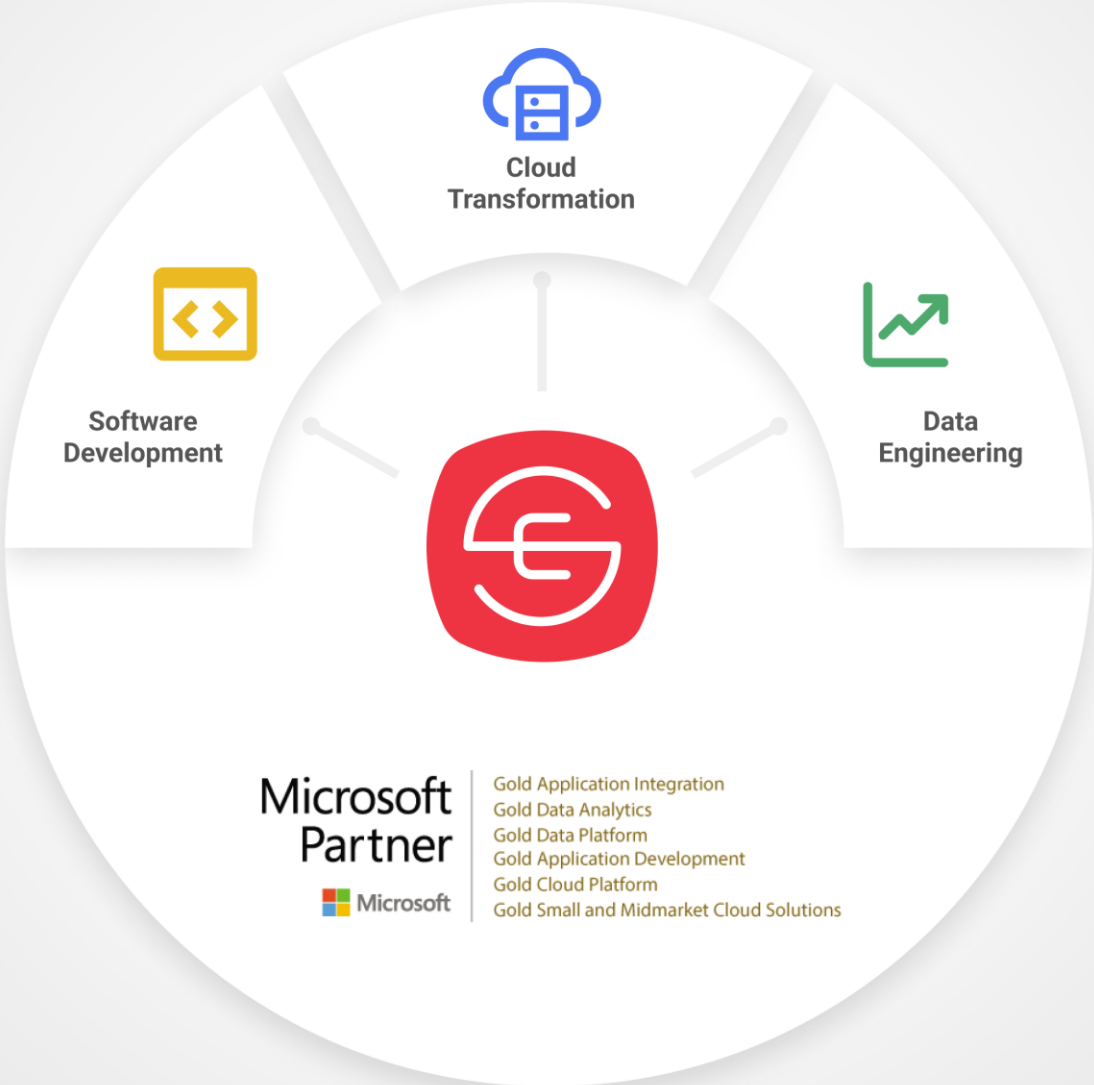 Cloud
Transformation
Software
Development
Data
Engineering
Microsoft
Partner
Microsoft
Gold Application Integration
Gold Data Analytics
Gold Data Platform
Gold Application Development
Gold Cloud Platform
Gold Small and Midmarket Cloud Solutions